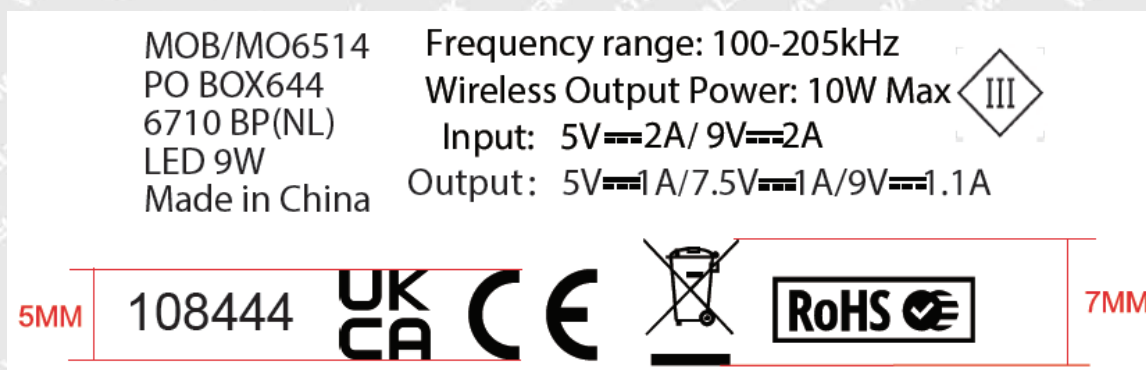 MOB/MO6514
PO BOX644
6710 BP(NL)
LED 9W
Made in China
Frequency range: 100-205kHz
Wireless Output Power: 10W Max
III
Input: 5V⎓2A/ 9V⎓2A
Output: 5V⎓1A/7.5V⎓1A/9V⎓1.1A
5MM
108444
UK
CA
CE
RoHS
7MM